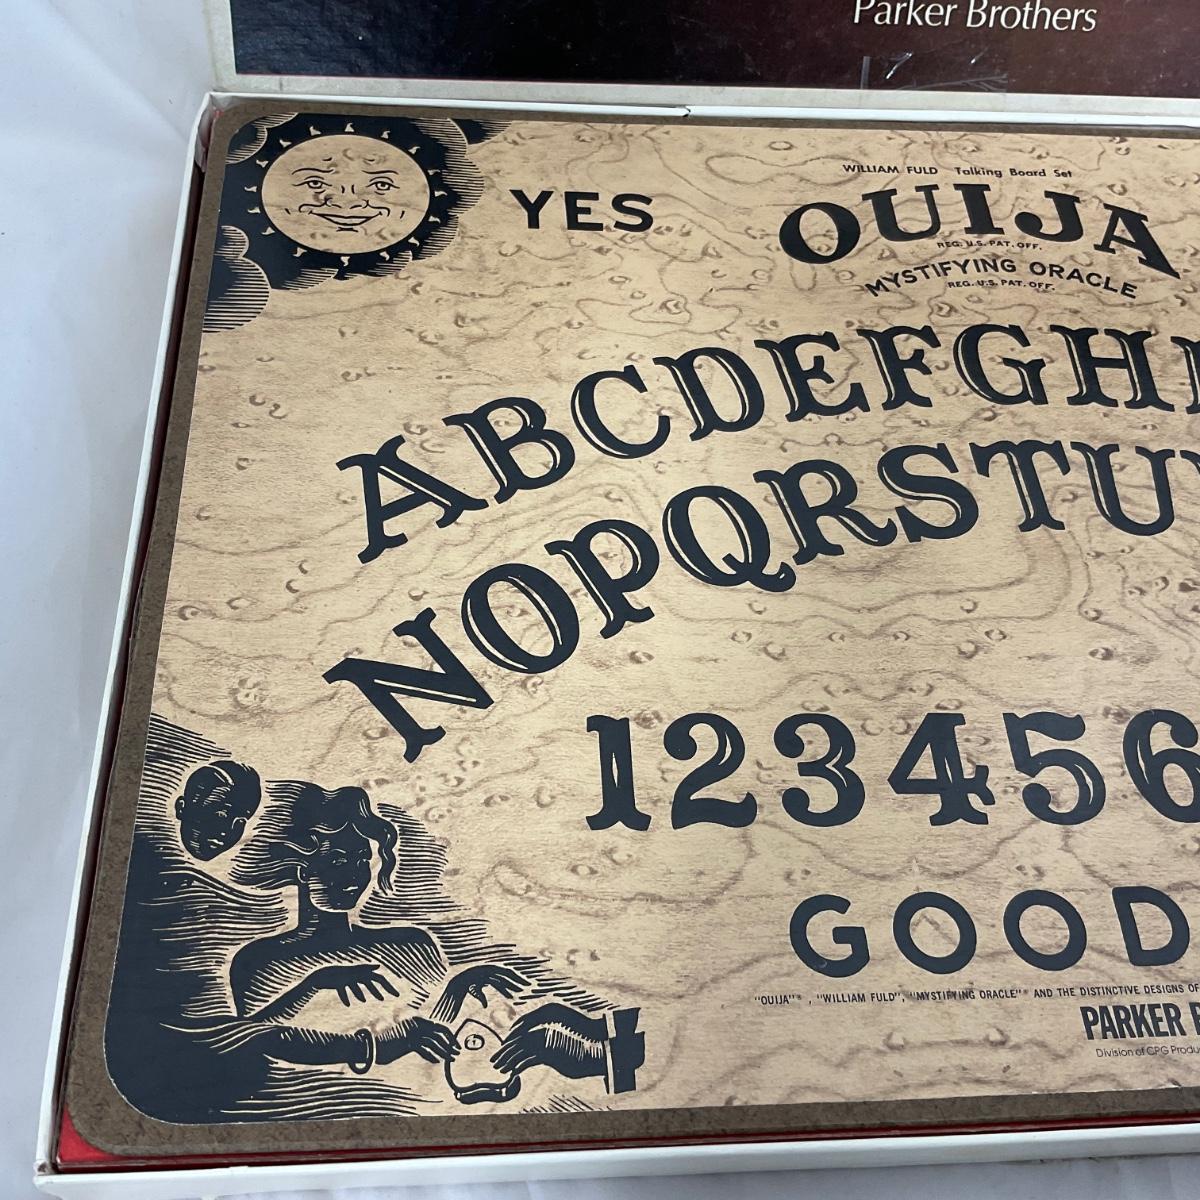 Parker Brothers
WILLIAM FULD Talking Board Set
YES
OUIJA
REG. U.S. PAT. OFF.
MYSTIFYING ORACLE
REG. U.S. PAT. OFF.
ABCDEFGH
NOPQRSTU
123456
GOOD
"OUIJA"®, "WILLIAM FULD", "MYSTIFYING ORACLE"® AND THE DISTINCTIVE DESIGNS OF
PARKER
Division of CPG